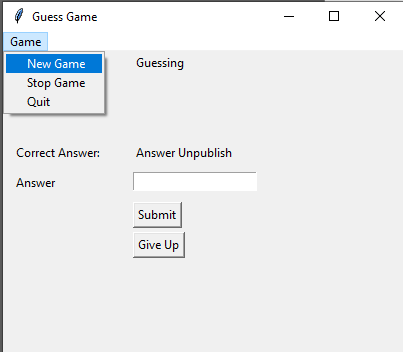 Guess Game
Game
New Game
Guessing
Stop Game
Quit
Correct Answer: Answer Unpublish
Answer
Submit
Give Up